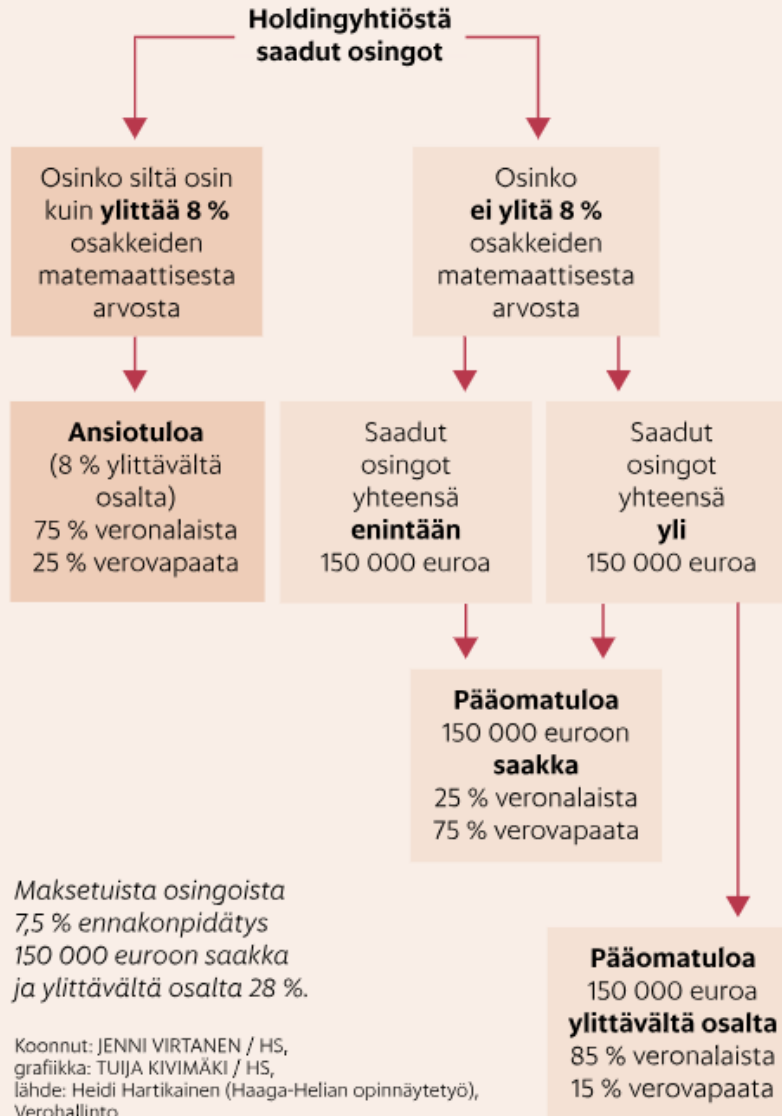 Holdingyhtiöstä
saadut osingot
Osinko siltä osin
kuin ylittää 8 %
osakkeiden
matemaattisesta
arvosta
Osinko
ei ylitä 8 %
osakkeiden
matemaattisesta
arvosta
Ansiotuloa
(8 % ylittävältä
osalta)
75 % veronalaista
25 % verovapaata
Saadut
osingot
yhteensä
enintään
150 000 euroa
Saadut
osingot
yhteensä
yli
150 000 euroa
Pääomatuloa
150 000 euroon
saakka
25 % veronalaista
75 % verovapaata
Maksetuista osingoista
7,5 % ennakonpidätys
150 000 euroon saakka
ja ylittävältä osalta 28 %.
Pääomatuloa
150 000 euroa
ylittävältä osalta
85 % veronalaista
15 % verovapaata
Koonnut: JENNI VIRTANEN / HS,
grafiikka: TUIJA KIVIMÄKI / HS,
lähde: Heidi Hartikainen (Haaga-Helian opinnäytetyö),
Verohallinto